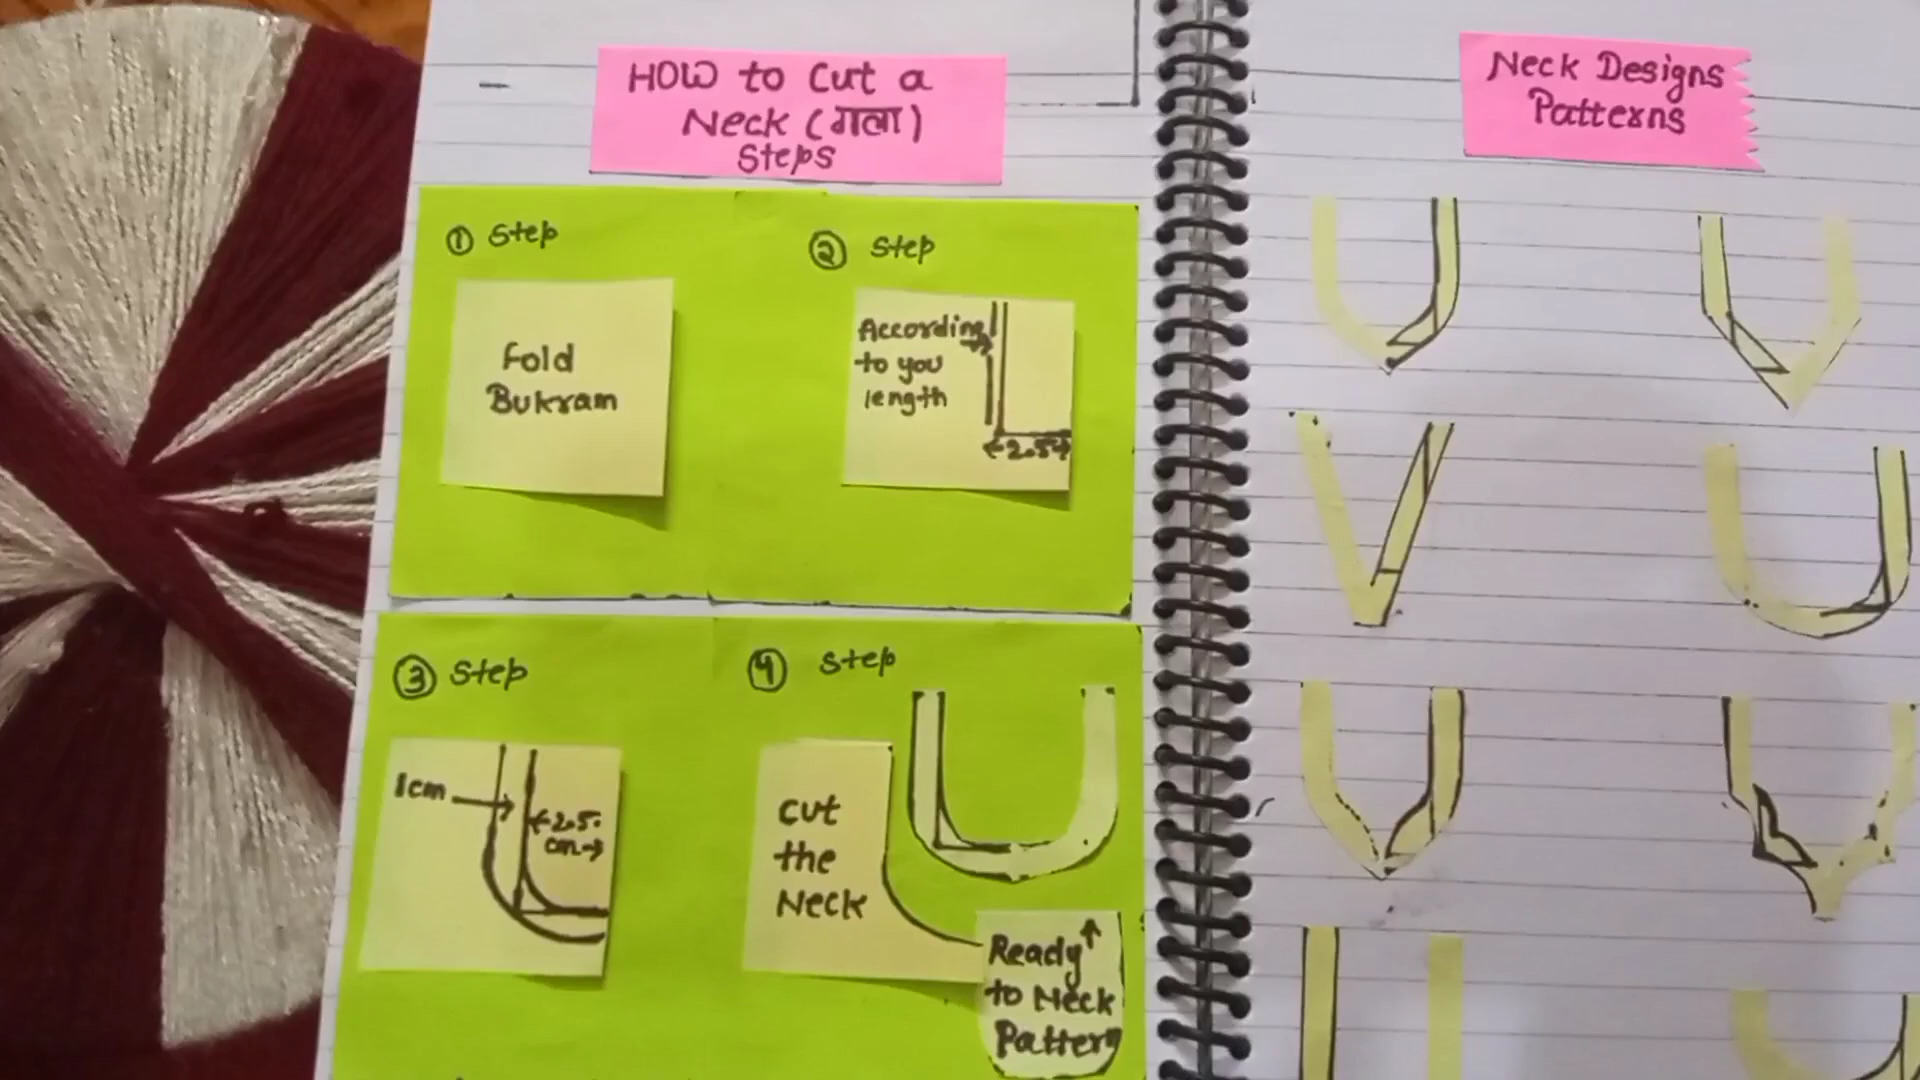 HOW to Cut a
Neck (गला)
Steps
① Step
Fold
Bukram
② Step
According
to you
length
2.5
③ Step
1cm
2.5
cm
④ Step
Cut
the
Neck
Ready
to Neck
Pattern
Neck Designs
Patterns